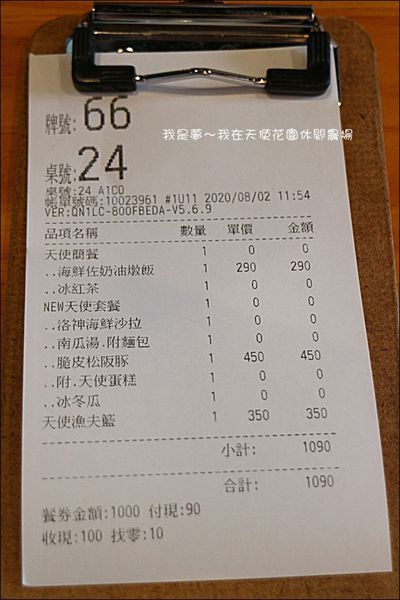 牌號: 66
我是夢～我在天使花園休閒農場
桌號: 24
桌號:24 A1CO
帳單號碼:10023961 #1U11 2020/08/02 11:54
VER:QN1LC-800FBEDA-V5.6.9
品項名稱 數量 單價 金額
天使簡餐 1 0 0
..海鮮佐奶油燉飯 1 290 290
..冰紅茶 1 0 0
NEW天使套餐 1 0 0
..洛神海鮮沙拉 1 0 0
..南瓜湯.附麵包 1 0 0
..脆皮松阪豚 1 450 450
..附.天使蛋糕 1 0 0
..冰冬瓜 1 0 0
天使漁夫籃 1 350 350
小計: 1090
合計: 1090
餐券金額:1000 付現:90
收現:100 找零:10